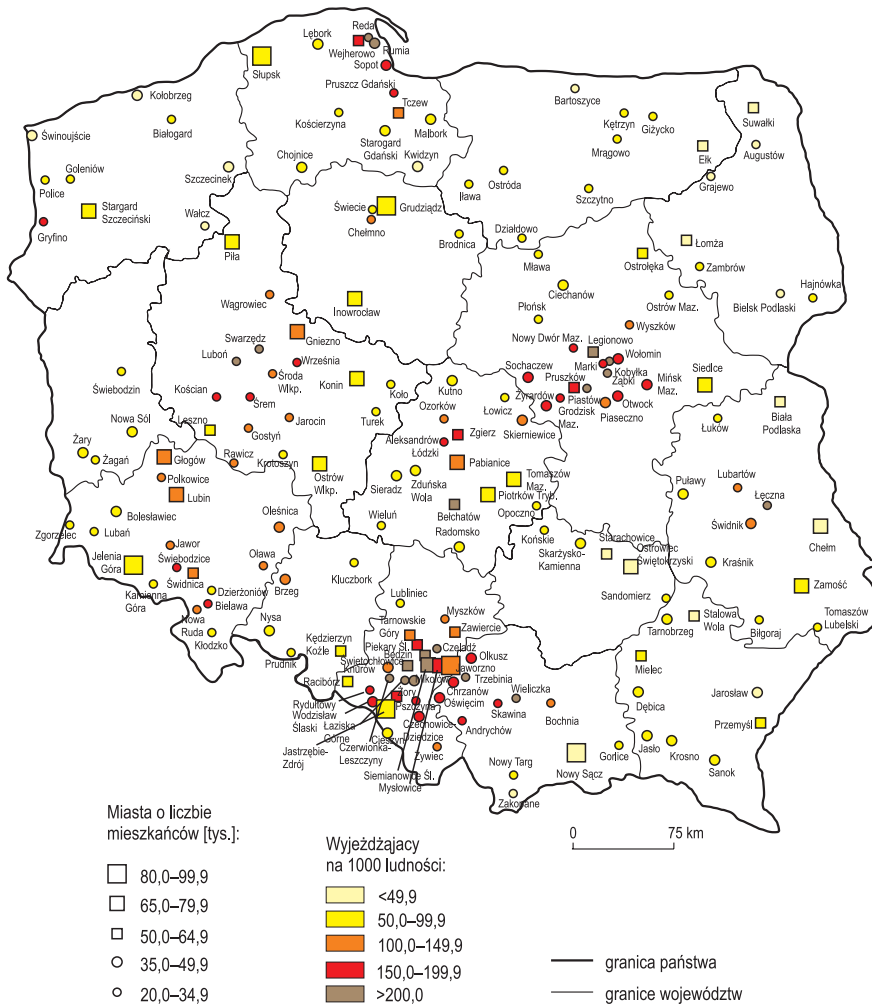 Lębork
Reda
Wejherowo
Rumia
Sopot
Słupsk
Pruszcz Gdański
Tczew
Kołobrzeg
Białogard
Kościerzyna
Starogard
Gdański
Malbork
Bartoszyce
Kętrzyn
Giżycko
Mrągowo
Suwałki
Ełk
Augustów
Świnoujście
Goleniów
Police
Szczecinek
Chojnice
Kwidzyn
Ostróda
Iława
Szczytno
Grajewo
Stargard
Szczeciński
Wałcz
Gryfino
Świecie
Grudziądz
Chełmno
Brodnica
Działdowo
Łomża
Zambrów
Piła
Mława
Ostrołęka
Hajnówka
Bielsk Podlaski
Wągrowiec
Inowrocław
Ciechanów
Płońsk
Ostrów Maz.
Wyszków
Swarzędz
Gniezno
Luboń
Września
Nowy Dwór Maz.
Legionowo
Wołomin
Marki
Kobyłka
Ząbki
Świebodzin
Środa
Wlkp.
Konin
Koło
Kutno
Sochaczew
Pruszków
Piastów
Mińsk
Maz.
Siedlce
Kościan
Śrem
Leszno
Jarocin
Turek
Łowicz
Żyrardów
Grodzisk
Maz.
Otwock
Piaseczno
Skierniewice
Biała
Podlaska
Łuków
Nowa Sól
Żary
Żagań
Gostyń
Rawicz
Krotoszyn
Ozorków
Aleksandrów
Łódzki
Zgierz
Pabianice
Głogów
Polkowice
Lubin
Ostrów
Wlkp.
Sieradz
Zduńska
Wola
Tomaszów
Maz.
Piotrków Tryb.
Opoczno
Puławy
Lubartów
Łęczna
Świdnik
Bolesławiec
Zgorzelec
Lubań
Oleśnica
Wieluń
Bełchatów
Radomsko
Końskie
Skarżysko-
Kamienna
Starachowice
Ostrowiec
Świętokrzyski
Chełm
Kraśnik
Jelenia
Góra
Jawor
Świebodzice
Świdnica
Kamienna
Góra
Dzierżoniów
Bielawa
Nowa
Ruda
Kłodzko
Oława
Brzeg
Kluczbork
Lubliniec
Sandomierz
Tarnobrzeg
Stalowa
Wola
Zamość
Biłgoraj
Tomaszów
Lubelski
Nysa
Prudnik
Kędzierzyn
Koźle
Tarnowskie
Góry
Piekary Śl.
Myszków
Zawiercie
Będzin
Czeladź
Olkusz
Świętochłowice
Knurów
Racibórz
Mikołów
Jaworzno
Trzebinia
Chrzanów
Oświęcim
Rydułtowy
Wodzisław
Śląski
Żory
Pszczyna
Łaziska
Górne
Czechowice-
Dziedzice
Jastrzębie-
Zdrój
Cieszyn
Czerwionka-
Leszczyny
Żywiec
Siemianowice Śl.
Mysłowice
Andrychów
Skawina
Wieliczka
Bochnia
Mielec
Dębica
Jarosław
Przemyśl
Nowy Targ
Zakopane
Nowy Sącz
Gorlice
Jasło
Krosno
Sanok
0 75 km
Miasta o liczbie
mieszkańców [tys.]:
80,0–99,9
65,0–79,9
50,0–64,9
35,0–49,9
20,0–34,9
Wyjeżdżajacy
na 1000 ludności:
<49,9
50,0–99,9
100,0–149,9
150,0–199,9
>200,0
granica państwa
granice województw